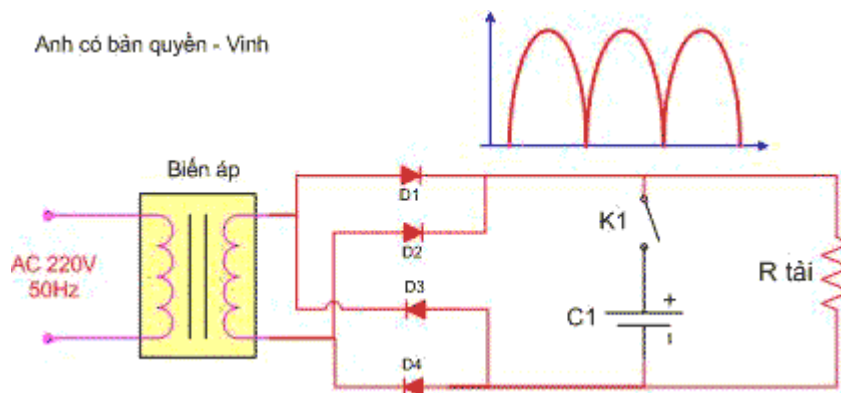 Anh có bản quyền - Vinh
Biến áp
D1
K1
D2
AC 220V
50Hz
D3
R tải
C1
+
D4